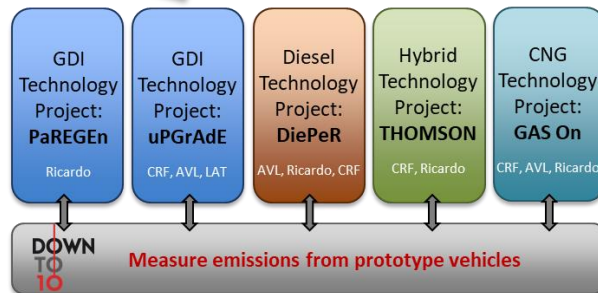 GDI
Technology
Project:
PaREGEn
Ricardo
GDI
Technology
Project:
uPGrAdE
CRF, AVL, LAT
Diesel
Technology
Project:
DiePeR
AVL, Ricardo, CRF
Hybrid
Technology
Project:
THOMSON
CRF, Ricardo
CNG
Technology
Project:
GAS On
CRF, AVL, Ricardo
DOWN
TO
10
Measure emissions from prototype vehicles